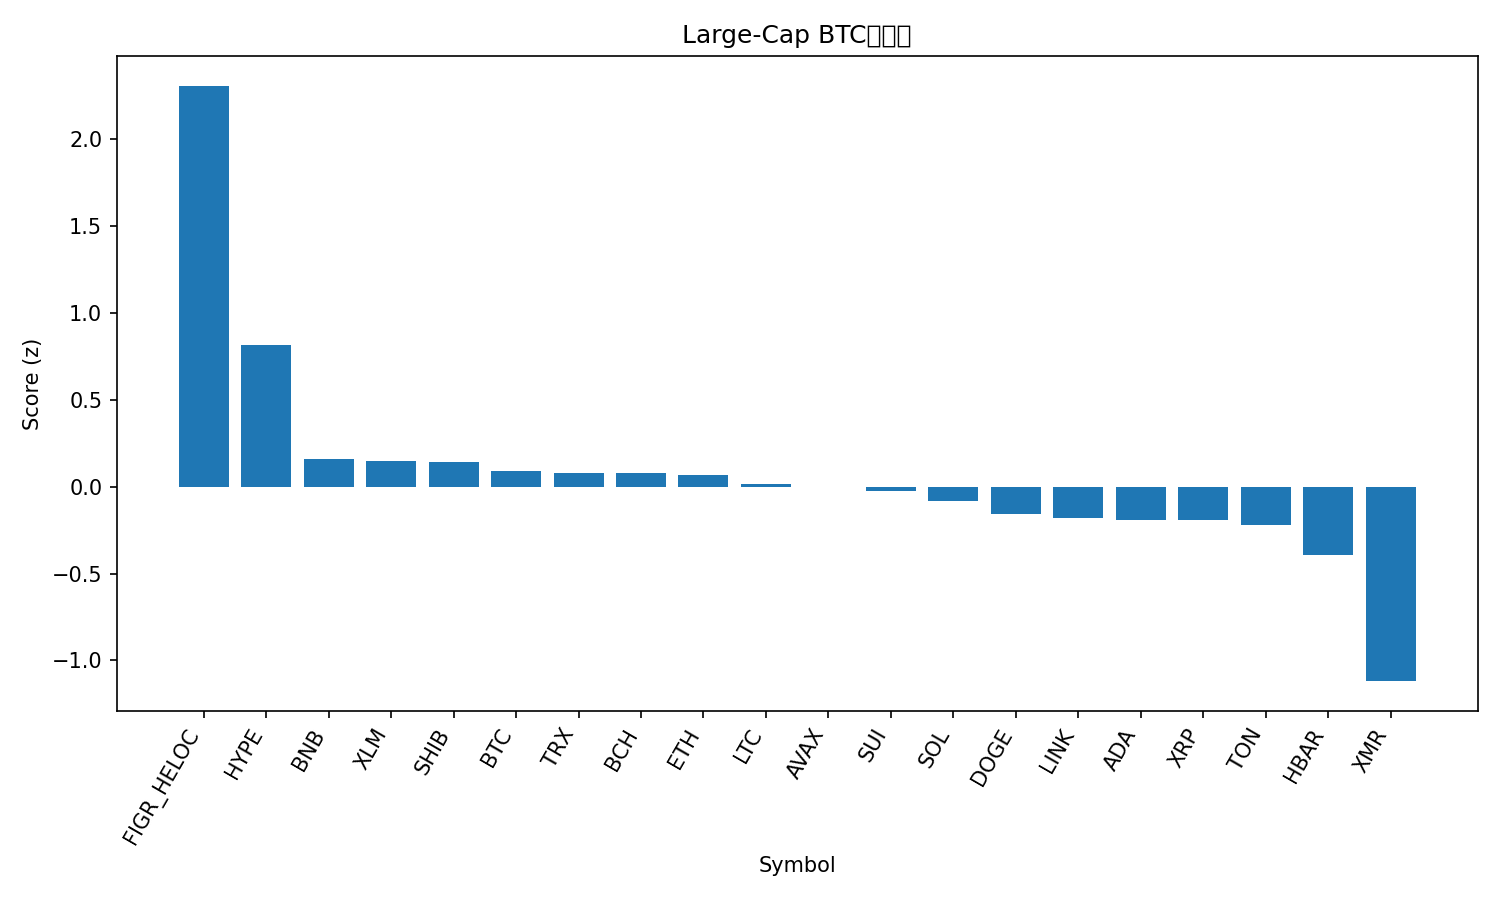 Large-Cap BTC
2.0
1.5
1.0
0.5
0.0
−0.5
−1.0
Score (z)
FIGR_HELOC
HYPE
BNB
XLM
SHIB
BTC
TRX
BCH
ETH
LTC
AVAX
SUI
SOL
DOGE
LINK
ADA
XRP
TON
HBAR
XMR
Symbol